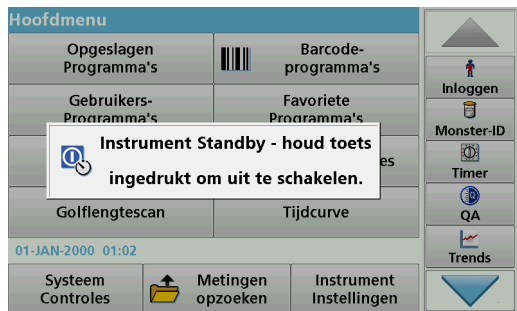 Hoofdmenu
Opgeslagen
Programma's
Barcode-
programma's
Gebruikers-
Programma's
Favoriete
Programma's
Instrument Standby - houd toets
ingedrukt om uit te schakelen.
es
Golflengtescan
Tijdcurve
01-JAN-2000 01:02
Systeem
Controles
Metingen
opzoeken
Instrument
Instellingen
Inloggen
Monster-ID
Timer
QA
Trends